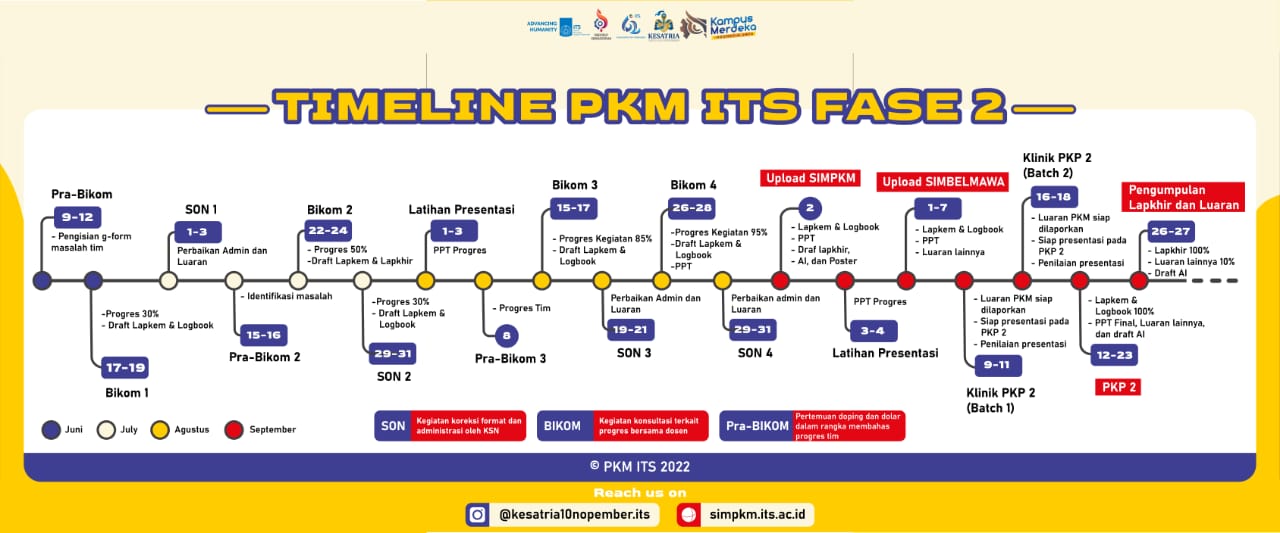 ADVANCING
HUMANITY
ITS
KESATRIA
Kampus
Merdeka
INDONESIA JAYA
TIMELINE PKM ITS FASE 2
Pra-Bikom
9-12
- Pengisian g-form
masalah tim
SON 1
1-3
Perbaikan Admin dan
Luaran
Bikom 2
22-24
- Progres 50%
-Draft Lapkem & Lapkhir
Latihan Presentasi
1-3
PPT Progres
Bikom 3
15-17
- Progres Kegiatan 85%
- Draft Lapkem &
Logbook
Bikom 4
26-28
-Progres Kegiatan 95%
-Draft Lapkem &
Logbook
-PPT
Upload SIMPKM
2
- Lapkem & Logbook
- PPT
- Draf lapkhir,
- AI, dan Poster
Upload SIMBELMAWA
1-7
- Lapkem & Logbook
- PPT
- Luaran lainnya
Klinik PKP 2
(Batch 2)
16-18
- Luaran PKM siap
dilaporkan
- Siap presentasi pada
PKP 2
- Penilaian presentasi
Pengumpulan
Lapkhir dan Luaran
26-27
- Lapkhir 100%
- Luaran lainnya 10%
- Draft AI
-Progres 30%
- Draft Lapkem & Logbook
17-19
Bikom 1
- Identifikasi masalah
15-16
Pra-Bikom 2
-Progres 30%
- Draft Lapkem &
Logbook
29-31
SON 2
- Progres Tim
8
Pra-Bikom 3
Perbaikan Admin dan
Luaran
19-21
SON 3
Perbaikan admin dan
Luaran
29-31
SON 4
PPT Progres
3-4
Latihan Presentasi
- Luaran PKM siap
dilaporkan
- Siap presentasi pada
PKP 2
- Penilaian presentasi
9-11
Klinik PKP 2
(Batch 1)
- Lapkem &
Logbook 100%
- PPT Final, Luaran lainnya,
dan draft AI
12-23
PKP 2
Juni
July
Agustus
September
SON
Kegiatan koreksi format dan
administrasi oleh KSN
BIKOM
Kegiatan konsultasi terkait
progres bersama dosen
Pra-BIKOM
Pertemuan doping dan dolar
dalam rangka membahas
progres tim
© PKM ITS 2022
Reach us on
@kesatria10nopember.its
simpkm.its.ac.id